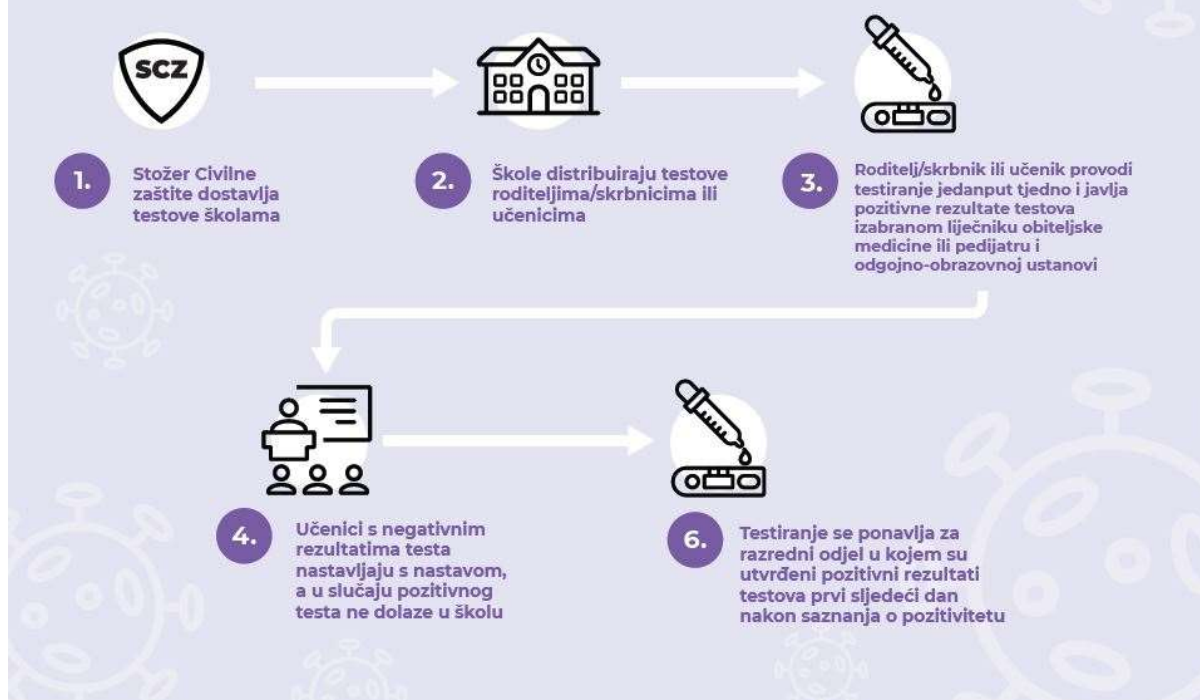 SCZ
1.
Stožer Civilne
zaštite dostavlja
testove školama
2.
Škole distribuiraju testove
roditeljima/skrbnicima ili
učenicima
3.
Roditelj/skrbnik ili učenik provodi
testiranje jedanput tjedno i javlja
pozitivne rezultate testova
izabranom liječniku obiteljske
medicine ili pedijatru i
odgojno-obrazovnoj ustanovi
4.
Učenici s negativnim
rezultatima testa
nastavljaju s nastavom,
a u slučaju pozitivnog
testa ne dolaze u školu
6.
Testiranje se ponavlja za
razredni odjel u kojem su
utvrđeni pozitivni rezultati
testova prvi sljedeći dan
nakon saznanja o pozitivitetu